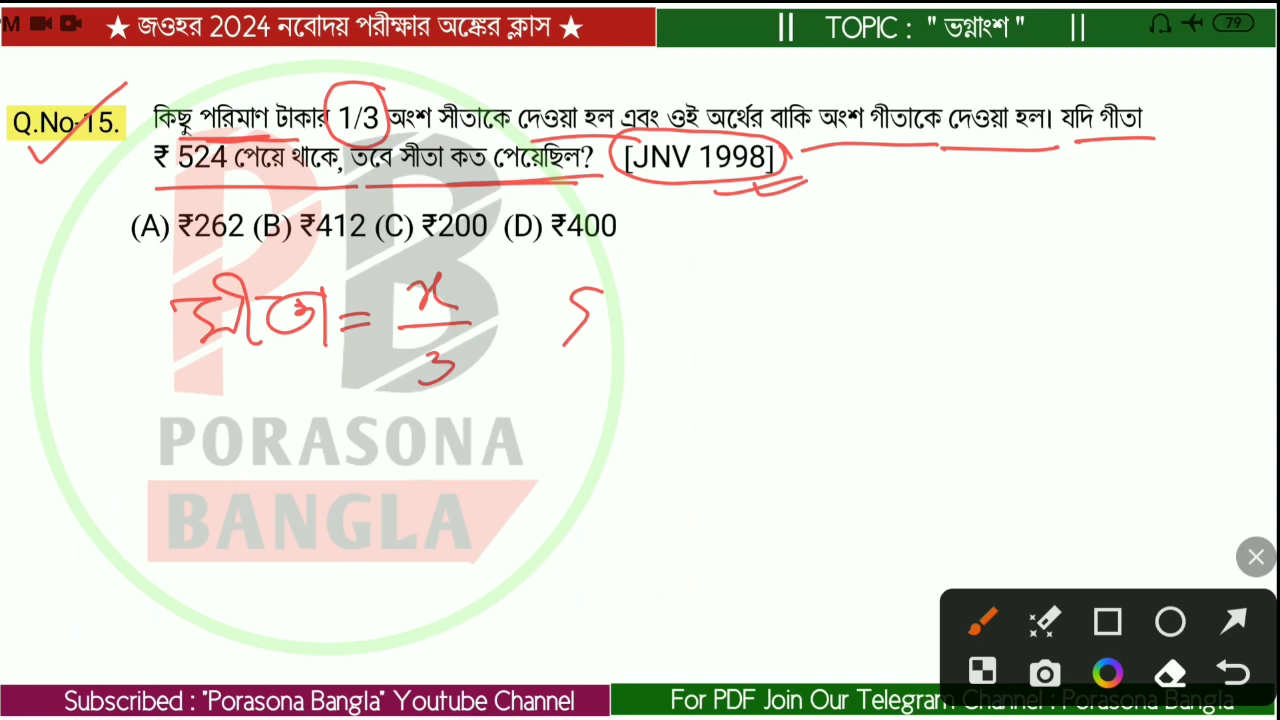 M
★ জওহর 2024 নবোদয় পরীক্ষার অঙ্কের ক্লাস ★
|| TOPIC : " ভগ্নাংশ " ||
79
Q.No-15. কিছু পরিমাণ টাকার 1/3 অংশ সীতাকে দেওয়া হল এবং ওই অর্থের বাকি অংশ গীতাকে দেওয়া হল। যদি গীতা
₹ 524 পেয়ে থাকে, তবে সীতা কত পেয়েছিল? [JNV 1998]
(A) ₹262 (B) ₹412 (C) ₹200 (D) ₹400
সীতা = x/3
PB
PORASONA
BANGLA
Subscribed : "Porasona Bangla" Youtube Channel
For PDF Join Our Telegram Channel : Porasona Bangla